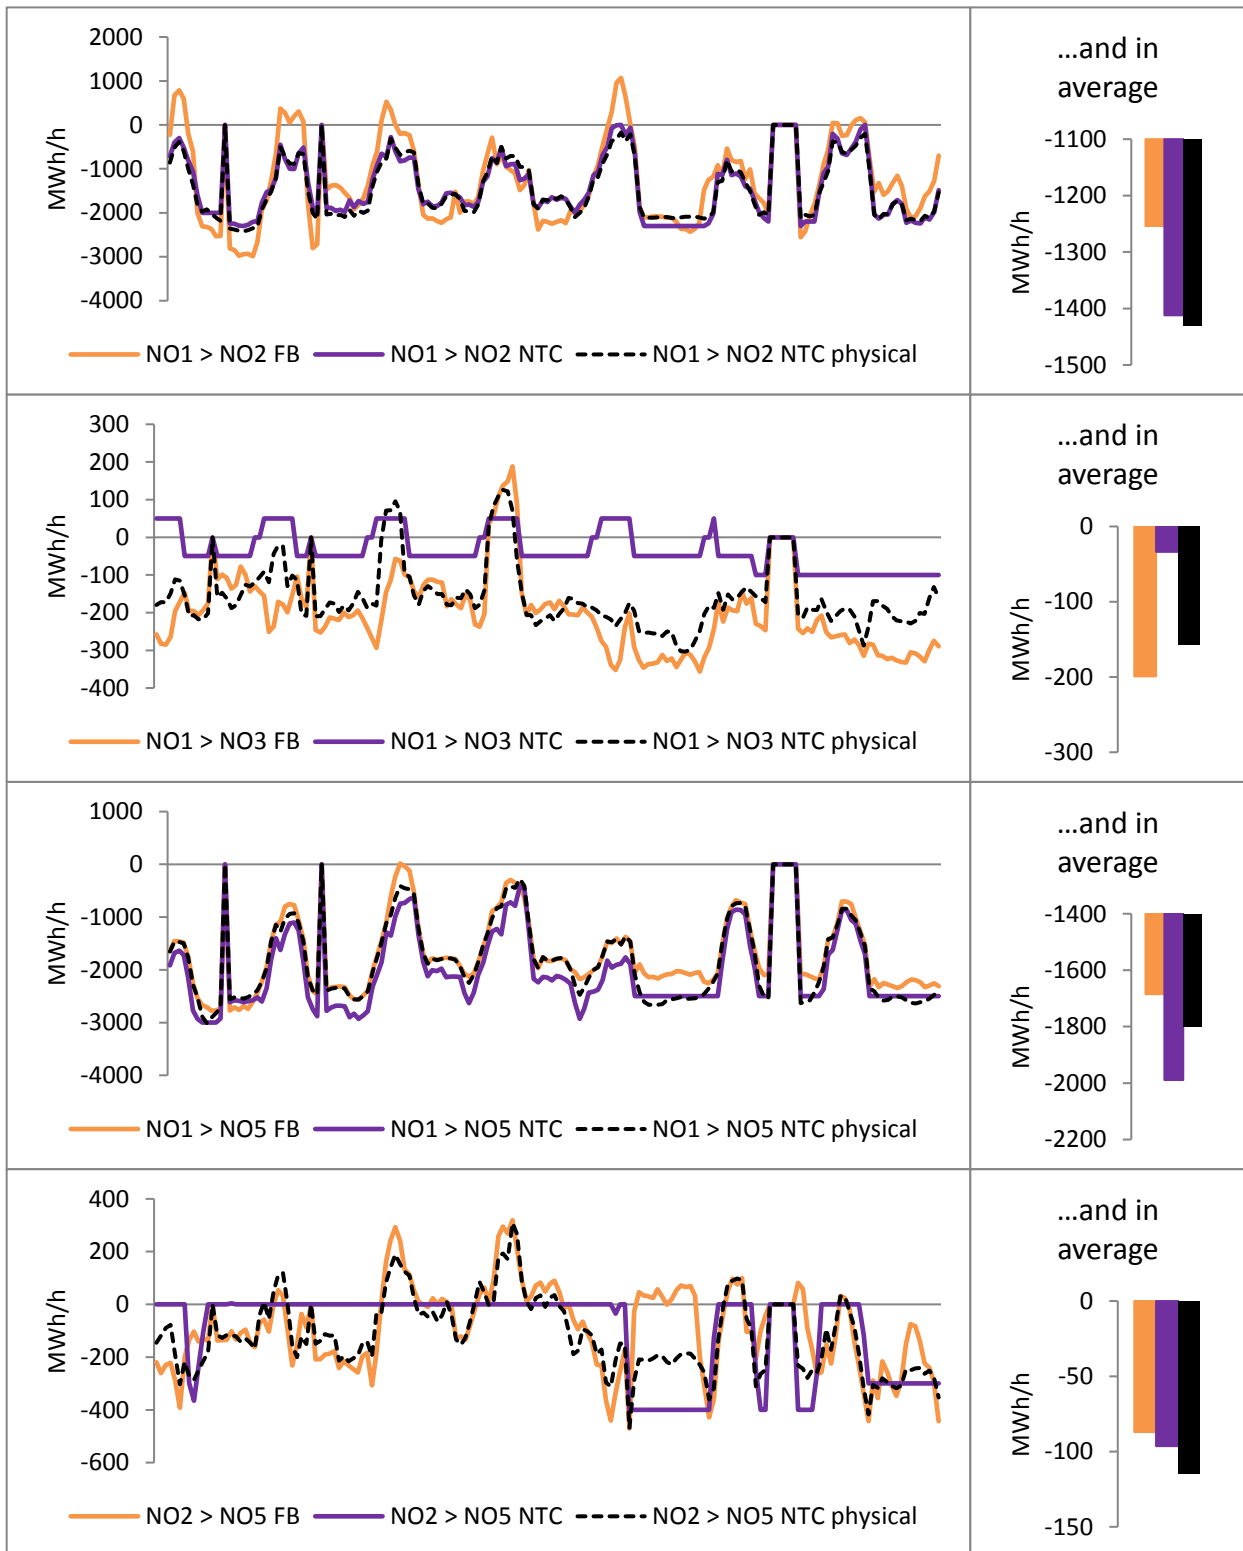 2000
1000
0
-1000
-2000
-3000
-4000
MWh/h
NO1 > NO2 FB NO1 > NO2 NTC NO1 > NO2 NTC physical
...and in
average
-1100
-1200
-1300
-1400
-1500
MWh/h
300
200
100
0
-100
-200
-300
-400
MWh/h
NO1 > NO3 FB NO1 > NO3 NTC NO1 > NO3 NTC physical
...and in
average
0
-100
-200
-300
MWh/h
1000
0
-1000
-2000
-3000
-4000
MWh/h
NO1 > NO5 FB NO1 > NO5 NTC NO1 > NO5 NTC physical
...and in
average
-1400
-1600
-1800
-2000
-2200
MWh/h
400
200
0
-200
-400
-600
MWh/h
NO2 > NO5 FB NO2 > NO5 NTC NO2 > NO5 NTC physical
...and in
average
0
-50
-100
-150
MWh/h